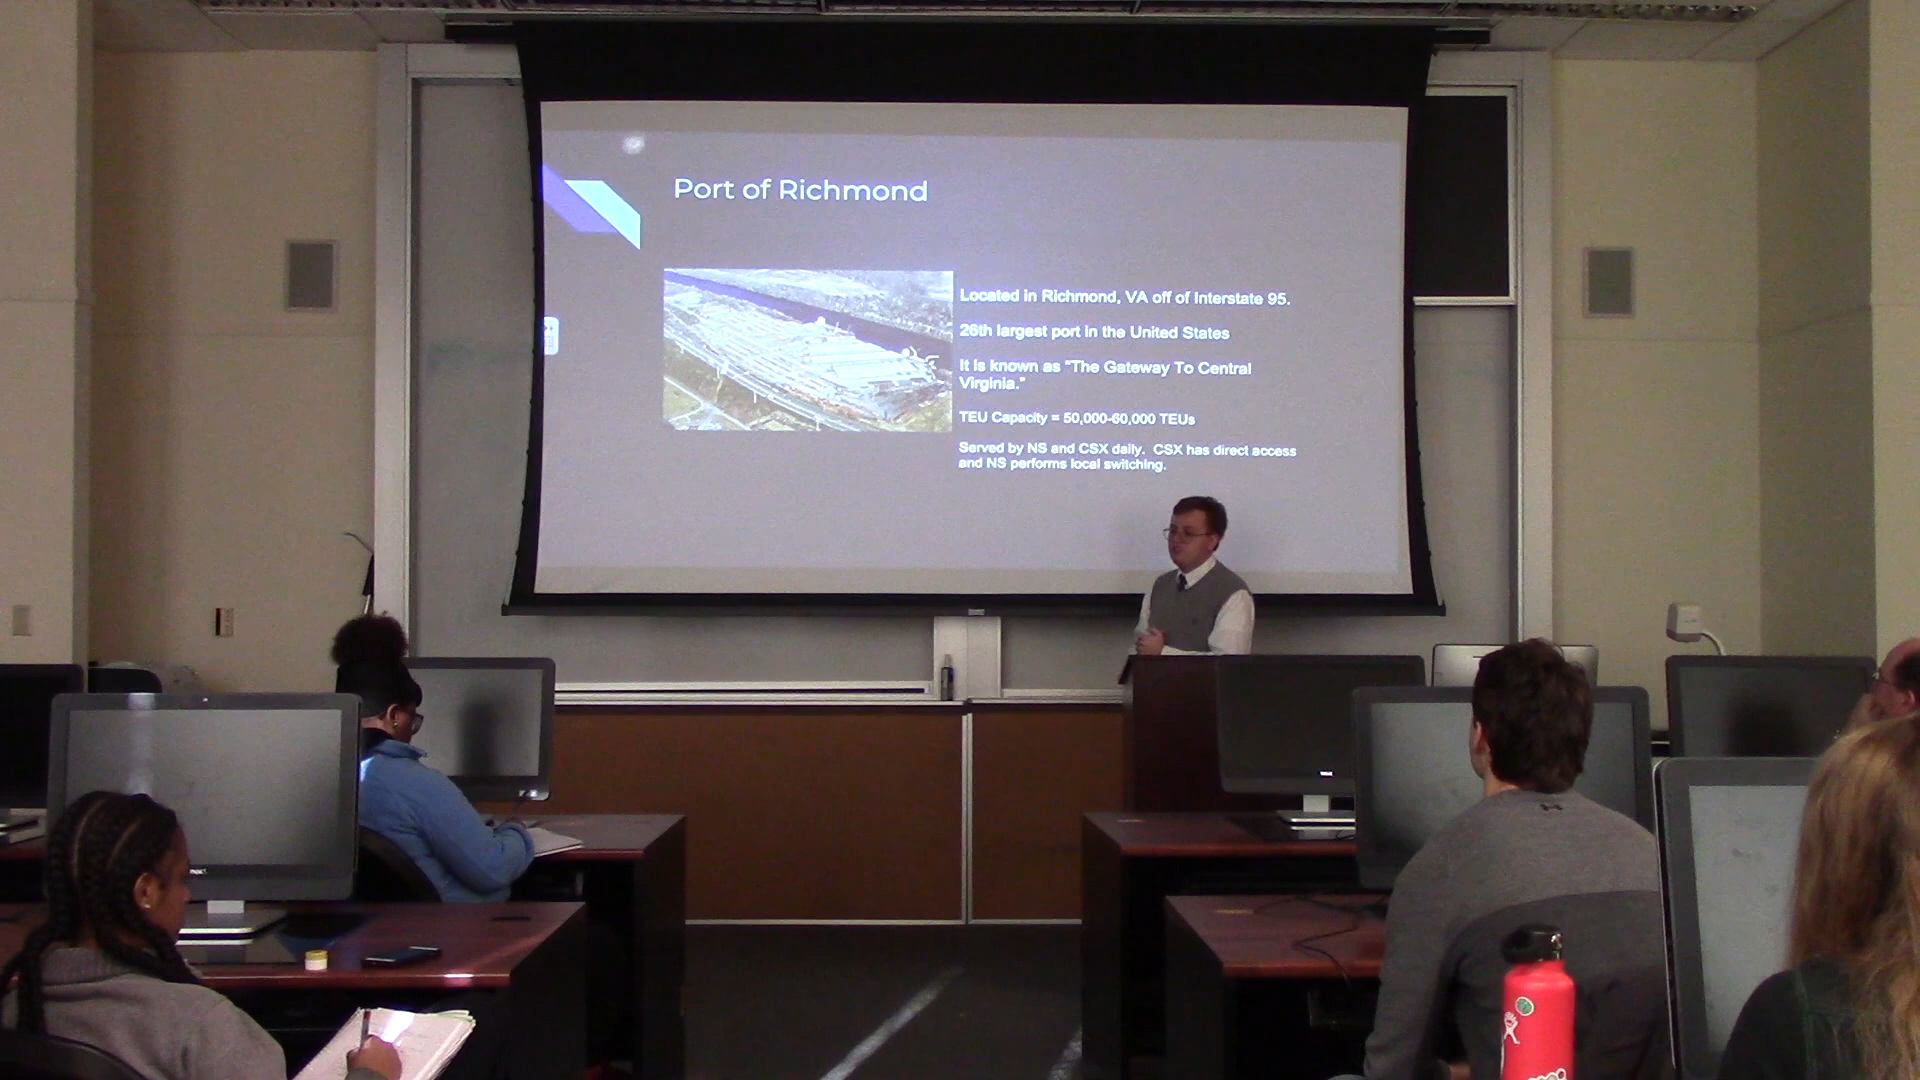 Port of Richmond
Located in Richmond, VA off of Interstate 95.
26th largest port in the United States
It is known as "The Gateway To Central
Virginia."
TEU Capacity = 50,000-60,000 TEUs
Served by NS and CSX daily.  CSX has direct access
and NS performs local switching.